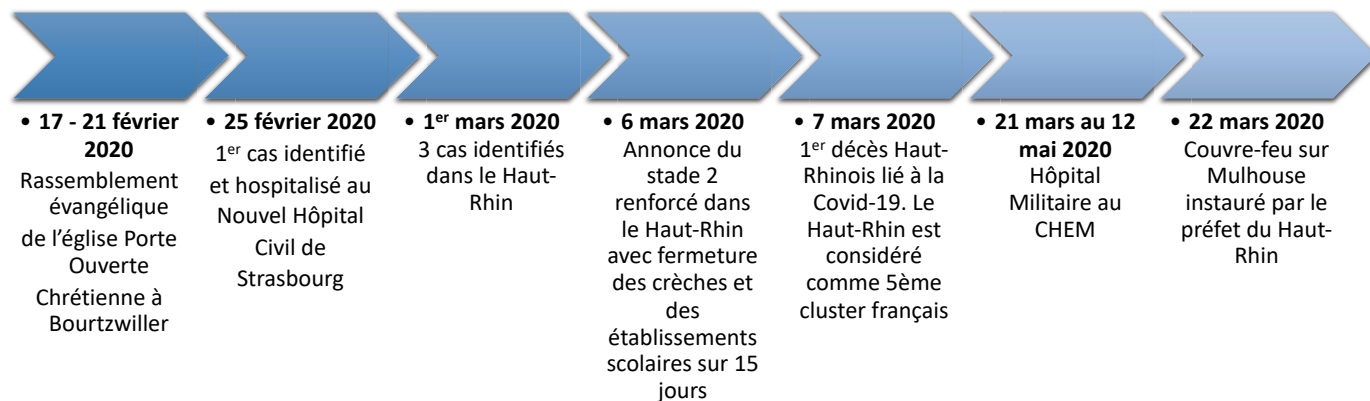 • 17 - 21 février
2020
Rassemblement
évangélique
de l’église Porte
Ouverte
Chrétienne à
Bourtzwiller
• 25 février 2020
1er cas identifié
et hospitalisé au
Nouvel Hôpital
Civil de
Strasbourg
• 1er mars 2020
3 cas identifiés
dans le Haut-
Rhin
• 6 mars 2020
Annonce du
stade 2
renforcé dans
le Haut-Rhin
avec fermeture
des crèches et
des
établissements
scolaires sur 15
jours
• 7 mars 2020
1er décès Haut-
Rhinois lié à la
Covid-19. Le
Haut-Rhin est
considéré
comme 5ème
cluster français
• 21 mars au 12
mai 2020
Hôpital
Militaire au
CHEM
• 22 mars 2020
Couvre-feu sur
Mulhouse
instauré par le
préfet du Haut-
Rhin